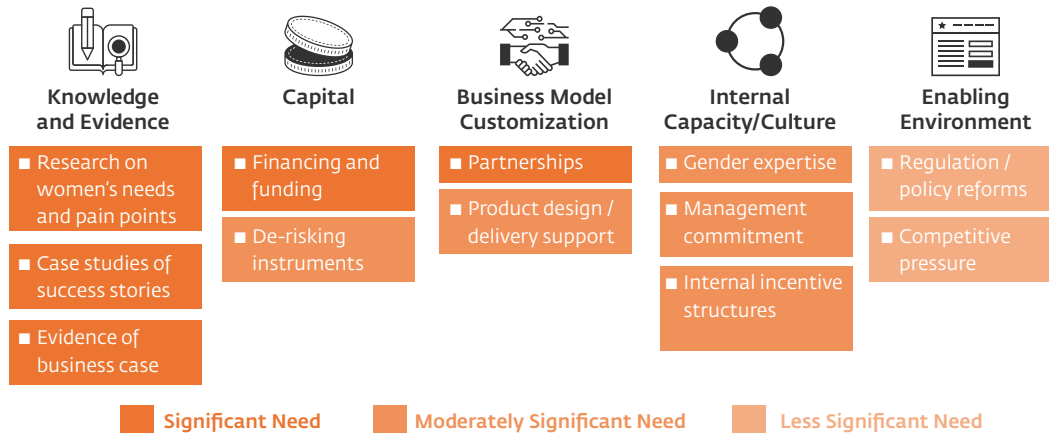 Knowledge
and Evidence
■ Research on
women's needs
and pain points
■ Case studies of
success stories
■ Evidence of
business case
Capital
■ Financing and
funding
■ De-risking
instruments
Business Model
Customization
■ Partnerships
■ Product design /
delivery support
Internal
Capacity/Culture
■ Gender expertise
■ Management
commitment
■ Internal incentive
structures
Enabling
Environment
■ Regulation /
policy reforms
■ Competitive
pressure
Significant Need
Moderately Significant Need
Less Significant Need